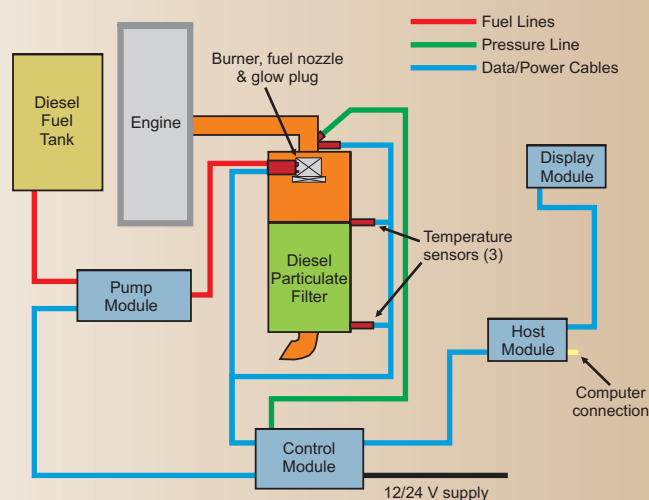 Fuel Lines
Pressure Line
Data/Power Cables
Burner, fuel nozzle
& glow plug
Diesel
Fuel
Tank
Engine
Display
Module
Temperature
sensors (3)
Diesel
Particulate
Filter
Pump
Module
Host
Module
Computer
connection
Control
Module
12/24 V supply